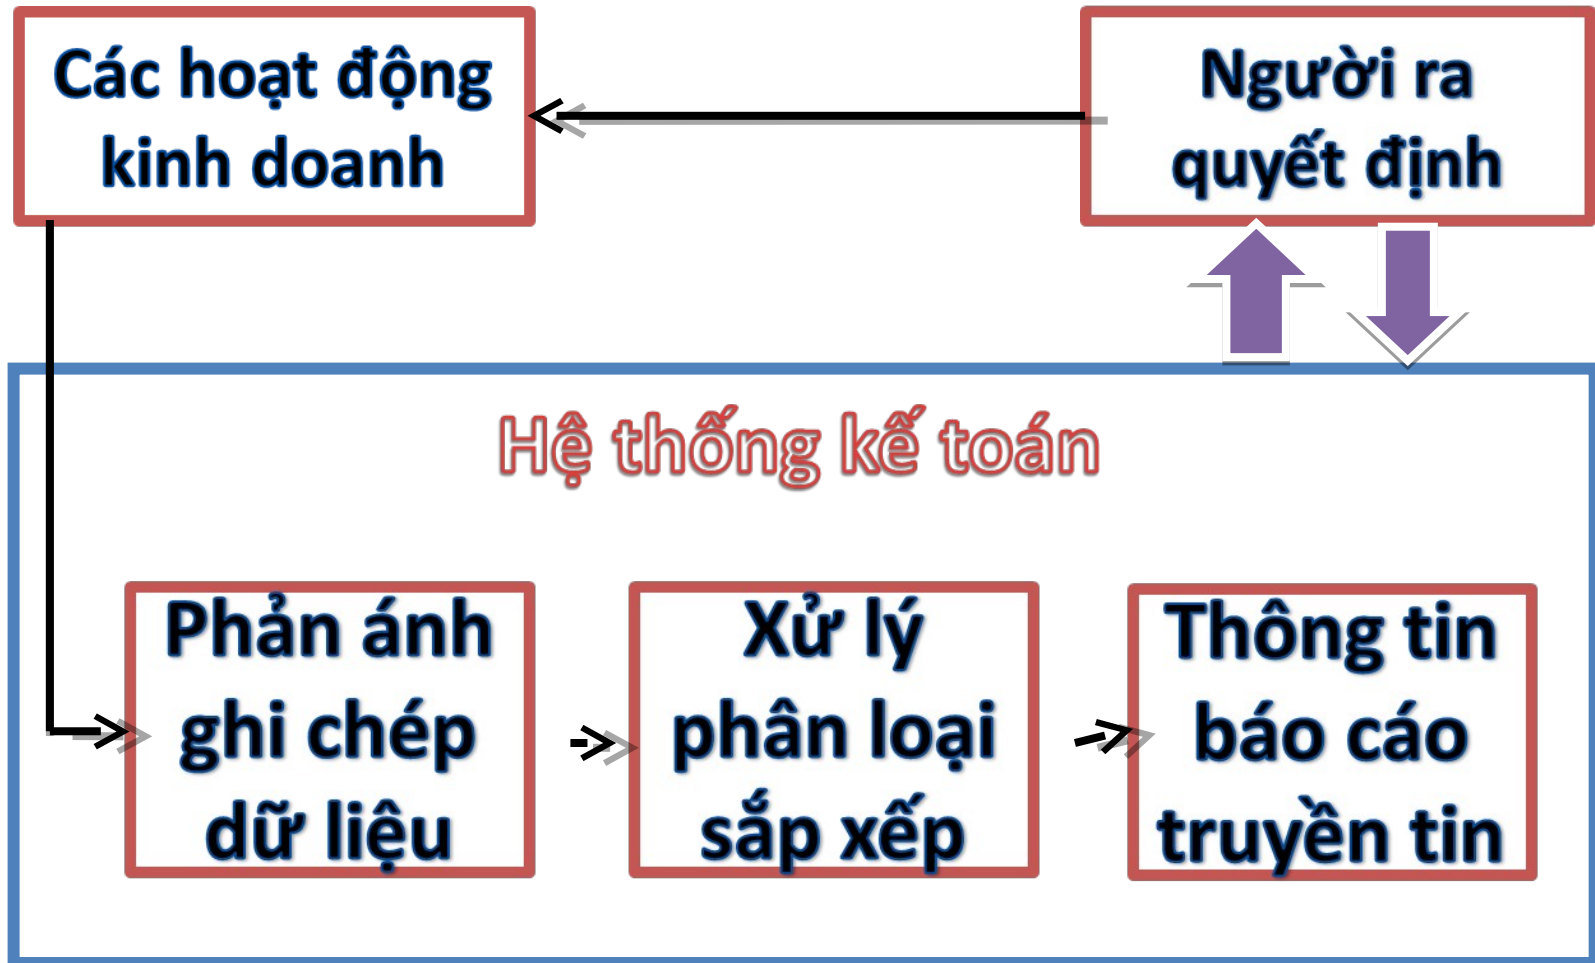 Các hoạt động
kinh doanh
Người ra
quyết định
Hệ thống kế toán
Phản ánh
ghi chép
dữ liệu
Xử lý
phân loại
sắp xếp
Thông tin
báo cáo
truyền tin